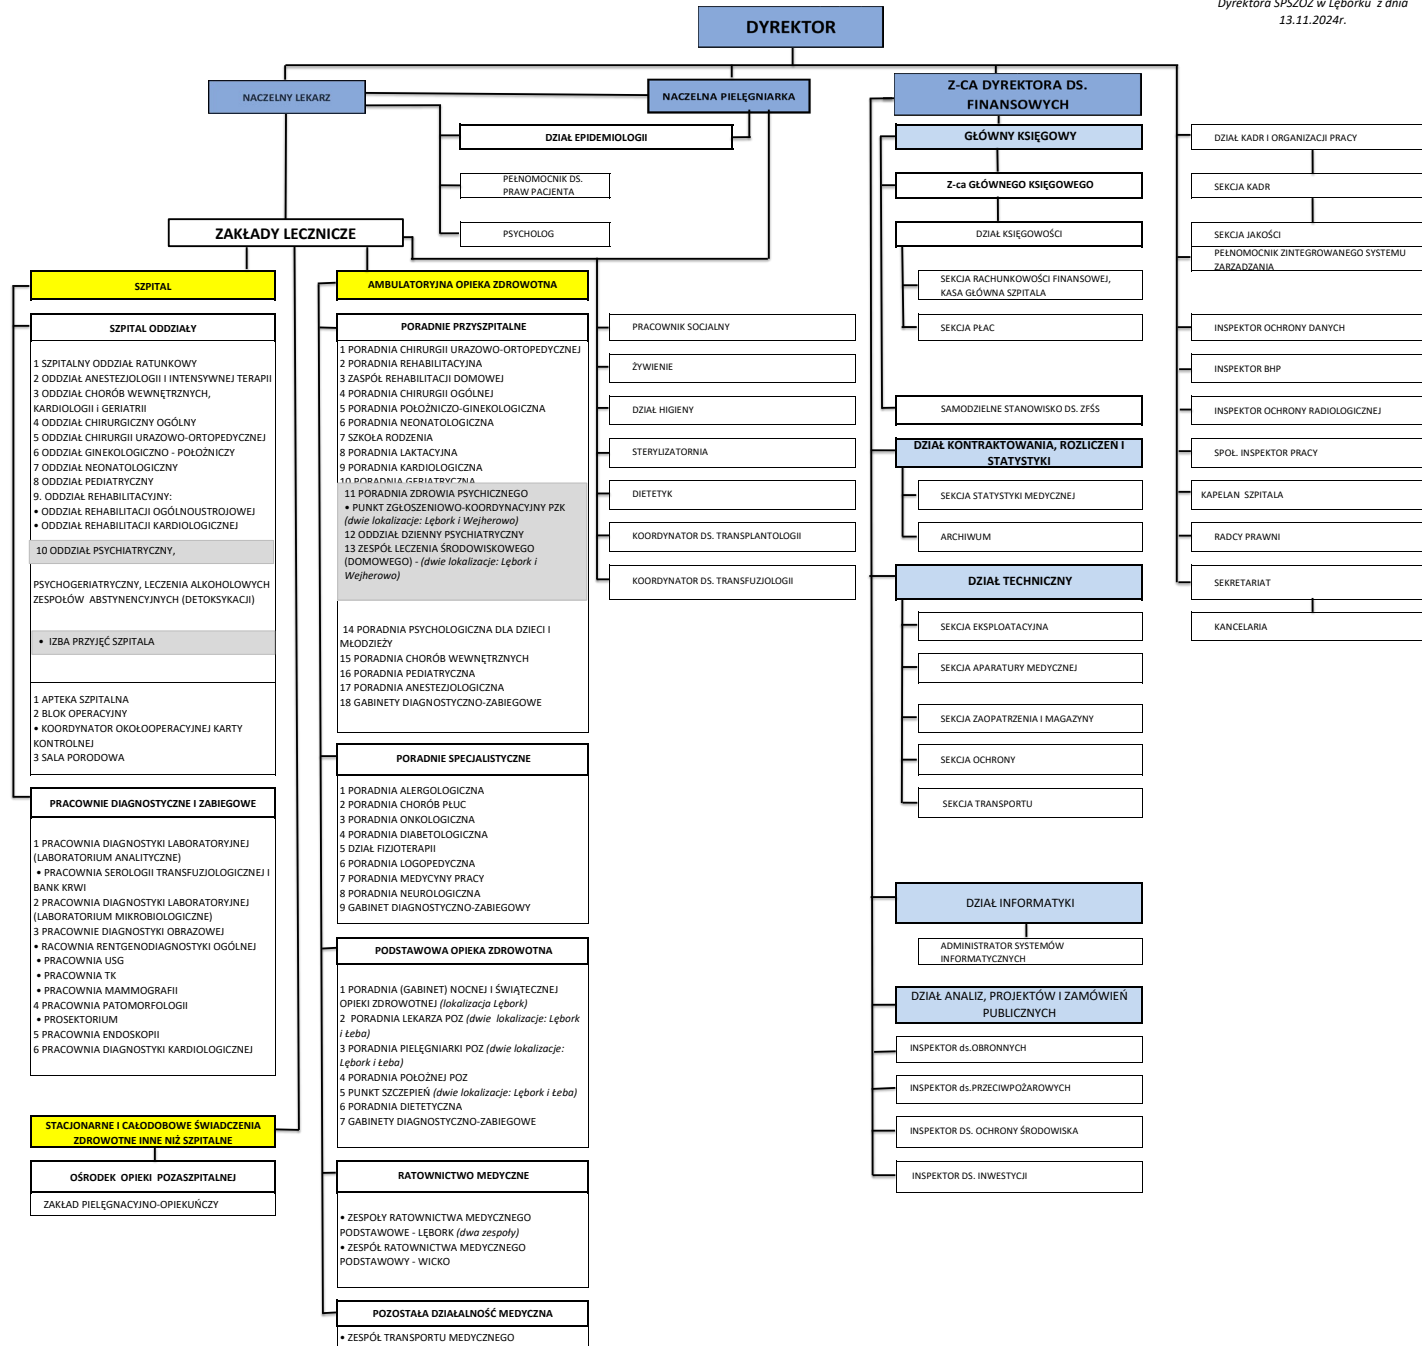 Dyrektora SPSZOZ w Lęborku z dnia
13.11.2024r.
DYREKTOR
NACZELNY LEKARZ
NACZELNA PIELĘGNIARKA
Z-CA DYREKTORA DS.
FINANSOWYCH
DZIAŁ EPIDEMIOLOGII
PEŁNOMOCNIK DS.
PRAW PACJENTA
PSYCHOLOG
ZAKŁADY LECZNICZE
SZPITAL
SZPITAL ODDZIAŁY
1 SZPITALNY ODDZIAŁ RATUNKOWY
2 ODDZIAŁ ANESTEZJOLOGII I INTENSYWNEJ TERAPII
3 ODDZIAŁ CHORÓB WEWNĘTRZNYCH,
KARDIOLOGII i GERIATRII
4 ODDZIAŁ CHIRURGICZNY OGÓLNY
5 ODDZIAŁ CHIRURGII URAZOWO-ORTOPEDYCZNEJ
6 ODDZIAŁ GINEKOLOGICZNO - POŁOŻNICZY
7 ODDZIAŁ NEONATOLOGICZNY
8 ODDZIAŁ PEDIATRYCZNY
9. ODDZIAŁ REHABILITACYJNY:
• ODDZIAŁ REHABILITACJI OGÓLNOUSTROJOWEJ
• ODDZIAŁ REHABILITACJI KARDIOLOGICZNEJ
10 ODDZIAŁ PSYCHIATRYCZNY,
PSYCHOGERIATRYCZNY, LECZENIA ALKOHOLOWYCH
ZESPOŁÓW ABSTYNENCYJNYCH (DETOKSYKACJI)
• IZBA PRZYJĘĆ SZPITALA
1 APTEKA SZPITALNA
2 BLOK OPERACYJNY
• KOORDYNATOR OKOŁOOPERACYJNEJ KARTY
KONTROLNEJ
3 SALA PORODOWA
PRACOWNIE DIAGNOSTYCZNE I ZABIEGOWE
1 PRACOWNIA DIAGNOSTYKI LABORATORYJNEJ
(LABORATORIUM ANALITYCZNE)
• PRACOWNIA SEROLOGII TRANSFUZJOLOGICZNEJ I
BANK KRWI
2 PRACOWNIA DIAGNOSTYKI LABORATORYJNEJ
(LABORATORIUM MIKROBIOLOGICZNE)
3 PRACOWNIE DIAGNOSTYKI OBRAZOWEJ
• RACOWNIA RENTGENODIAGNOSTYKI OGÓLNEJ
• PRACOWNIA USG
• PRACOWNIA TK
• PRACOWNIA MAMMOGRAFII
4 PRACOWNIA PATOMORFOLOGII
• PROSEKTORIUM
5 PRACOWNIA ENDOSKOPII
6 PRACOWNIA DIAGNOSTYKI KARDIOLOGICZNEJ
STACJONARNE I CAŁODOBOWE ŚWIADCZENIA
ZDROWOTNE INNE NIŻ SZPITALNE
OŚRODEK OPIEKI POZASZPITALNEJ
ZAKŁAD PIELĘGNACYJNO-OPIEKUŃCZY
AMBULATORYJNA OPIEKA ZDROWOTNA
PORADNIE PRZYSZPITALNE
1 PORADNIA CHIRURGII URAZOWO-ORTOPEDYCZNEJ
2 PORADNIA REHABILITACYJNA
3 ZASPÓŁ REHABILITACJI DOMOWEJ
4 PORADNIA CHIRURGII OGÓLNEJ
5 PORADNIA POŁOŻNICZO-GINEKOLOGICZNA
6 PORADNIA NEONATOLOGICZNA
7 SZKOŁA RODZENIA
8 PORADNIA LAKTACYJNA
9 PORADNIA KARDIOLOGICZNA
10 PORADNIA GERIATRYCZNA
11 PORADNIA ZDROWIA PSYCHICZNEGO
• PUNKT ZGŁOSZENIOWO-KOORDYNACYJNY PZK
(dwie lokalizacje: Lębork i Wejherowo)
12 ODDZIAŁ DZIENNY PSYCHIATRYCZNY
13 ZESPÓŁ LECZENIA ŚRODOWISKOWEGO
(DOMOWEGO) - (dwie lokalizacje: Lębork i
Wejherowo)
14 PORADNIA PSYCHOLOGICZNA DLA DZIECI I
MŁODZIEŻY
15 PORADNIA CHORÓB WEWNĘTRZNYCH
16 PORADNIA PEDIATRYCZNA
17 PORADNIA ANESTEZJOLOGICZNA
18 GABINETY DIAGNOSTYCZNO-ZABIEGOWE
PORADNIE SPECJALISTYCZNE
1 PORADNIA ALERGOLOGICZNA
2 PORADNIA CHORÓB PŁUC
3 PORADNIA ONKOLOGICZNA
4 PORADNIA DIABETOLOGICZNA
5 DZIAŁ FIZJOTERAPII
6 PORADNIA LOGOPEDYCZNA
7 PORADNIA MEDYCYNY PRACY
8 PORADNIA NEUROLOGICZNA
9 GABINET DIAGNOSTYCZNO-ZABIEGOWY
PODSTAWOWA OPIEKA ZDROWOTNA
1 PORADNIA (GABINET) NOCNEJ I ŚWIĄTECZNEJ
OPIEKI ZDROWOTNEJ (lokalizacja Lębork)
2 PORADNIA LEKARZA POZ (dwie lokalizacje: Lębork
i Łeba)
3 PORADNIA PIELĘGNIARKI POZ (dwie lokalizacje:
Lębork i Łeba)
4 PORADNIA POŁOŻNEJ POZ
5 PUNKT SZCZEPIEŃ (dwie lokalizacje: Lębork i Łeba)
6 PORADNIA DIETETYCZNA
7 GABINETY DIAGNOSTYCZNO-ZABIEGOWE
RATOWNICTWO MEDYCZNE
• ZESPOŁY RATOWNICTWA MEDYCZNEGO
PODSTAWOWE - LĘBORK (dwa zespoły)
• ZESPÓŁ RATOWNICTWA MEDYCZNEGO
PODSTAWOWY - WICKO
POZOSTAŁA DZIAŁALNOŚĆ MEDYCZNA
• ZESPÓŁ TRANSPORTU MEDYCZNEGO
PRACOWNIK SOCJALNY
ŻYWIENIE
DZIAŁ HIGIENY
STERYLIZATORNIA
DIETETYK
KOORDYNATOR DS. TRANSPLANTOLOGII
KOORDYNATOR DS. TRANSFUZJOLOGII
GŁÓWNY KSIĘGOWY
Z-ca GŁÓWNEGO KSIĘGOWEGO
DZIAŁ KSIĘGOWOŚCI
SEKCJA RACHUNKOWOŚCI FINANSOWEJ,
KASA GŁÓWNA SZPITALA
SEKCJA PŁAC
SAMODZIELNE STANOWISKO DS. ZFŚS
DZIAŁ KONTRAKTOWANIA, ROZLICZEŃ I
STATYSTYKI
SEKCJA STATYSTYKI MEDYCZNEJ
ARCHIWUM
DZIAŁ TECHNICZNY
SEKCJA EKSPLOATACYJNA
SEKCJA APARATURY MEDYCZNEJ
SEKCJA ZAOPATRZENIA I MAGAZYNY
SEKCJA OCHRONY
SEKCJA TRANSPORTU
DZIAŁ INFORMATYKI
ADMINISTRATOR SYSTEMÓW
INFORMATYCZNYCH
DZIAŁ ANALIZ, PROJEKTÓW I ZAMÓWIEŃ
PUBLICZNYCH
INSPEKTOR ds.OBRONNYCH
INSPEKTOR ds.PRZECIWPOŻAROWYCH
INSPEKTOR DS. OCHRONY ŚRODOWISKA
INSPEKTOR DS. INWESTYCJI
DZIAŁ KADR I ORGANIZACJI PRACY
SEKCJA KADR
SEKCJA JAKOŚCI
PEŁNOMOCNIK ZINTEGROWANEGO SYSTEMU
ZARZADZANIA
INSPEKTOR OCHRONY DANYCH
INSPEKTOR BHP
INSPEKTOR OCHRONY RADIOLOGICZNEJ
SPOŁ. INSPEKTOR PRACY
KAPELAN SZPITALA
RADCY PRAWNI
SEKRETARIAT
KANCELARIA